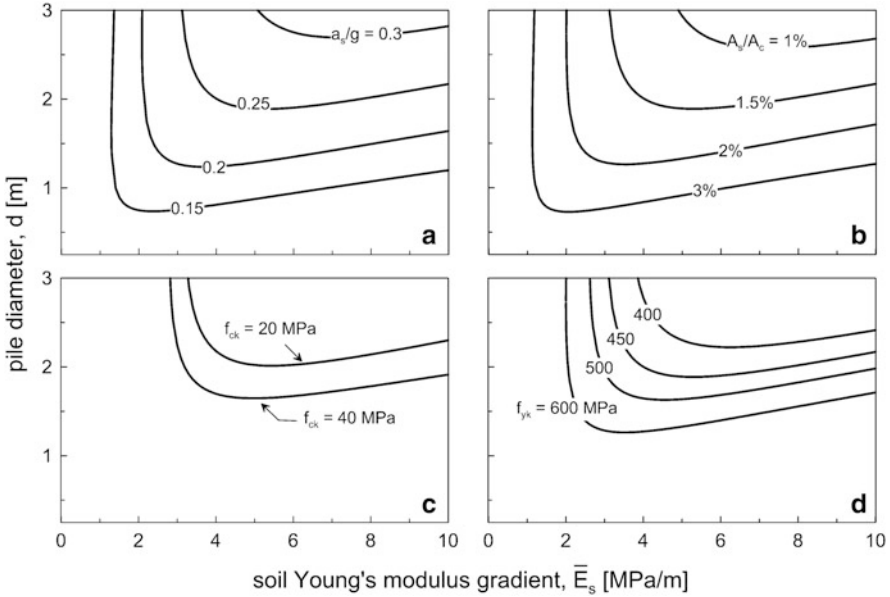 pile diameter, d [m]
3
2
1
a_s/g = 0.3
0.25
0.2
0.15
a
A_s/A_c = 1%
1.5%
2%
3%
b
3
2
1
0 2 4 6 8 10
f_ck = 20 MPa
f_ck = 40 MPa
c
400
450
500
f_yk = 600 MPa
d
0 2 4 6 8 10
soil Young's modulus gradient, E̅_s [MPa/m]